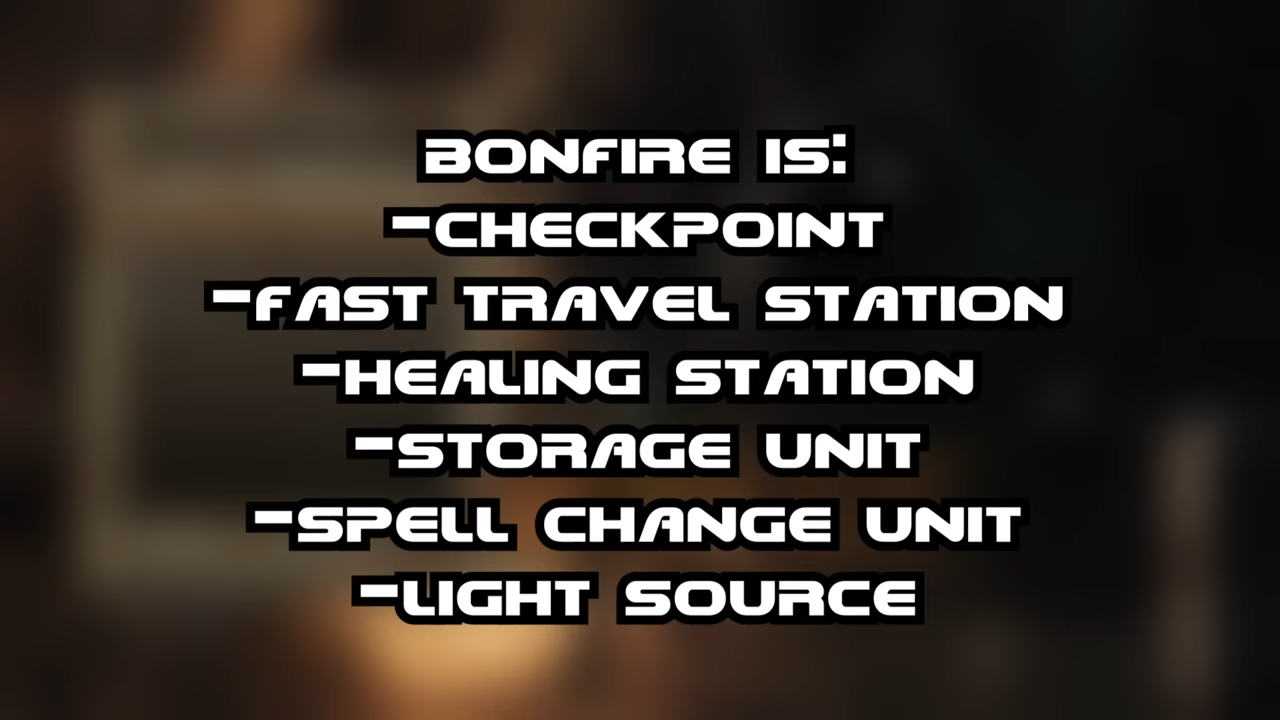 BONFIRE IS:
-CHECKPOINT
-FAST TRAVEL STATION
-HEALING STATION
-STORAGE UNIT
-SPELL CHANGE UNIT
-LIGHT SOURCE